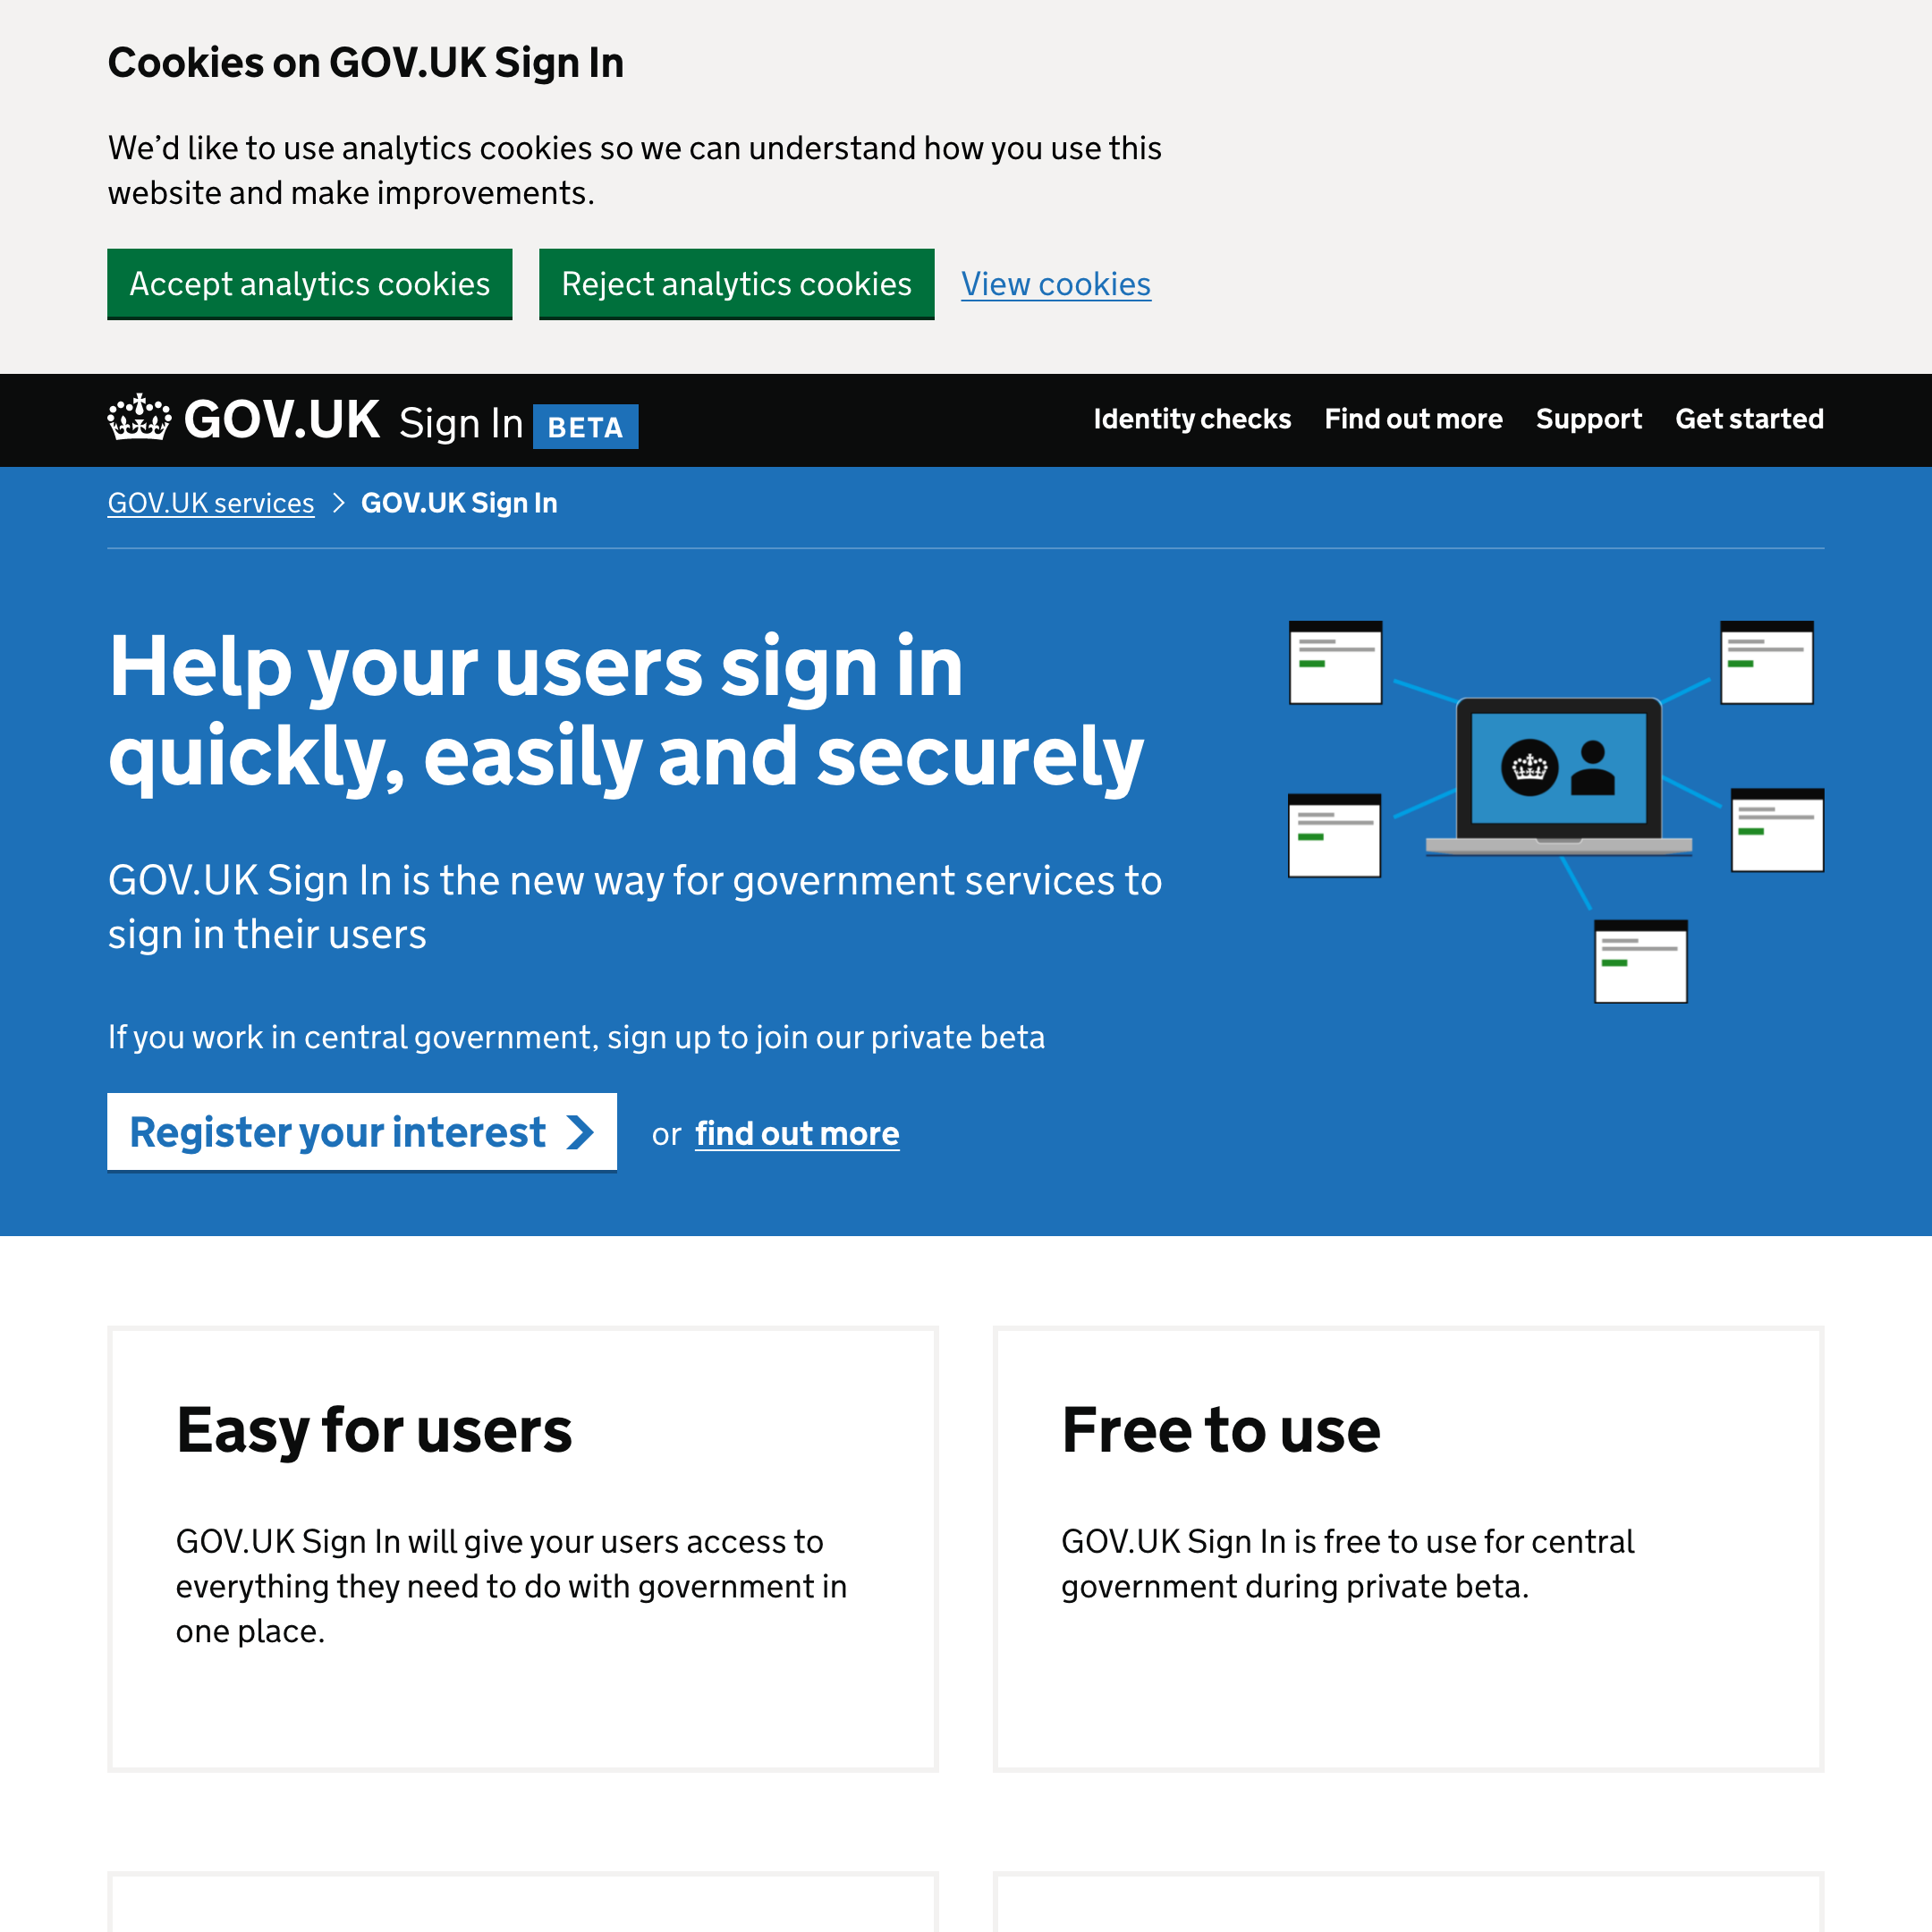 Cookies on GOV.UK Sign In
We’d like to use analytics cookies so we can understand how you use this
website and make improvements.
Accept analytics cookies
Reject analytics cookies
View cookies
GOV.UK Sign In BETA
Identity checks
Find out more
Support
Get started
GOV.UK services > GOV.UK Sign In
Help your users sign in
quickly, easily and securely
GOV.UK Sign In is the new way for government services to
sign in their users
If you work in central government, sign up to join our private beta
Register your interest
or find out more
Easy for users
GOV.UK Sign In will give your users access to
everything they need to do with government in
one place.
Free to use
GOV.UK Sign In is free to use for central
government during private beta.